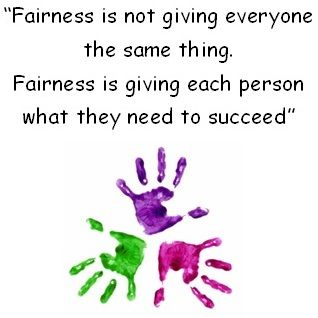 “Fairness is not giving everyone
the same thing.
Fairness is giving each person
what they need to succeed”